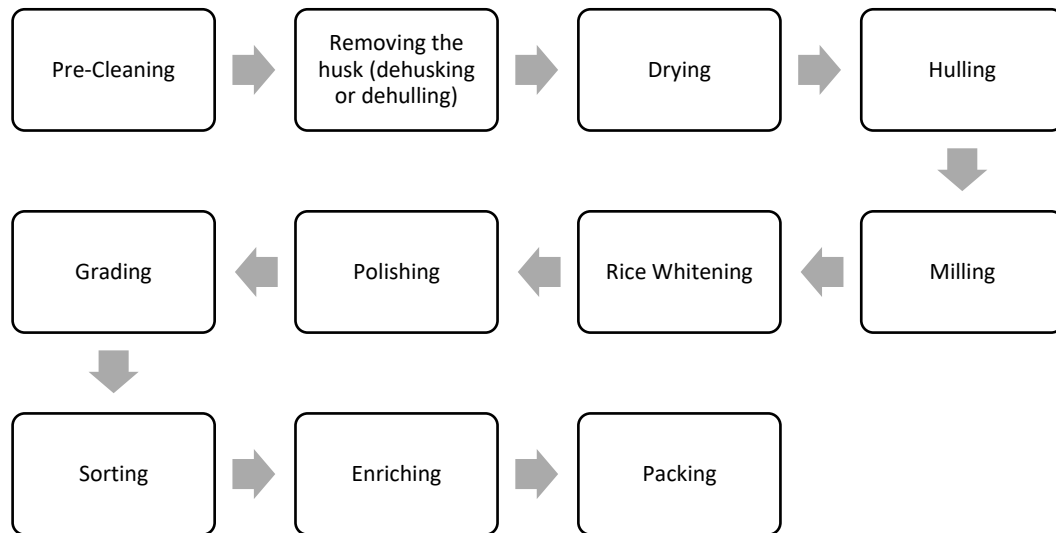 Pre-Cleaning
Removing the
husk (dehusking
or dehulling)
Drying
Hulling
Milling
Rice Whitening
Polishing
Grading
Sorting
Enriching
Packing